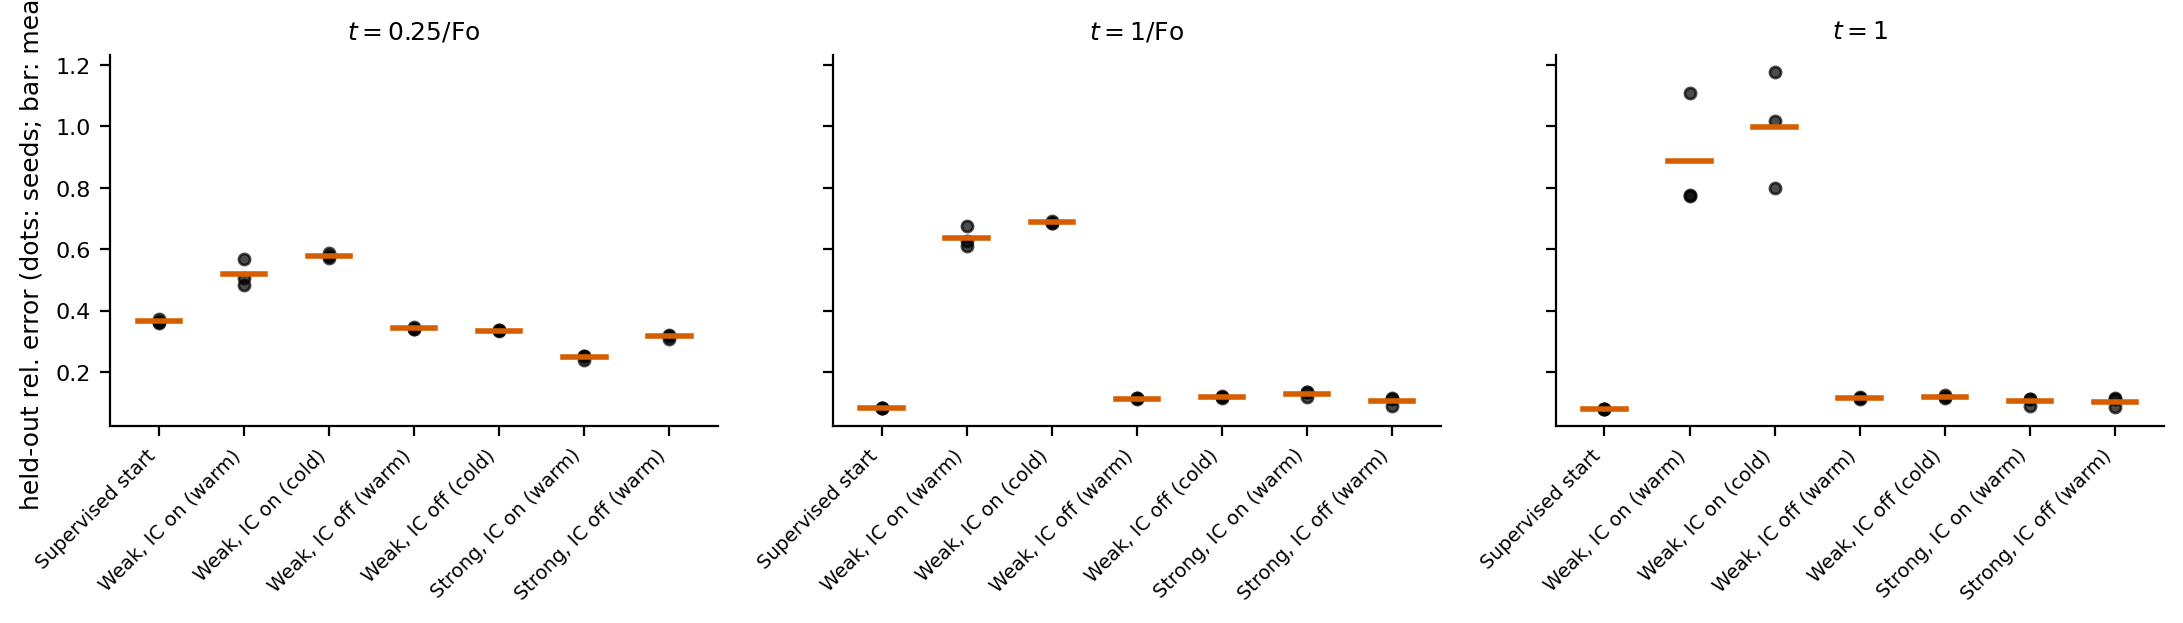 t = 0.25/Fo
t = 1/Fo
t = 1
held-out rel. error (dots: seeds; bar: mea
1.2
1.0
0.8
0.6
0.4
0.2
Supervised start
Weak, IC on (warm)
Weak, IC on (cold)
Weak, IC off (warm)
Weak, IC off (cold)
Strong, IC on (warm)
Strong, IC off (warm)
Supervised start
Weak, IC on (warm)
Weak, IC on (cold)
Weak, IC off (warm)
Weak, IC off (cold)
Strong, IC on (warm)
Strong, IC off (warm)
Supervised start
Weak, IC on (warm)
Weak, IC on (cold)
Weak, IC off (warm)
Weak, IC off (cold)
Strong, IC on (warm)
Strong, IC off (warm)